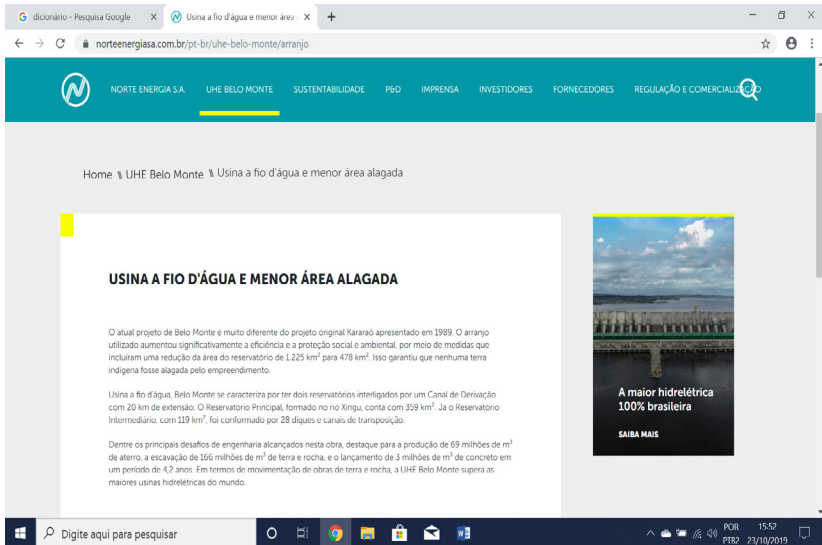 dicionário - Pesquisa Google
Usina a fio d'água e menor área
norteenergiasa.com.br/pt-br/uhe-belo-monte/arranjo
NORTE ENERGIA S.A. UHE BELO MONTE SUSTENTABILIDADE P&D IMPRENSA INVESTIDORES FORNECEDORES REGULAÇÃO E COMERCIALIZAÇÃO
Home \\ UHE Belo Monte \\ Usina a fio d'água e menor área alagada
USINA A FIO D'ÁGUA E MENOR ÁREA ALAGADA
O atual projeto de Belo Monte é muito diferente do projeto original Kararaô apresentado em 1989. O arranjo
utilizado aumentou significativamente a eficiência e a proteção social e ambiental, por meio de medidas que
incluíram uma redução da área do reservatório de 1.225 km² para 478 km². Isso garantiu que nenhuma terra
indígena fosse alagada pelo empreendimento.
Usina a fio d'água, Belo Monte se caracteriza por ter dois reservatórios interligados por um Canal de Derivação
com 20 km de extensão. O Reservatório Principal, formado no rio Xingu, conta com 359 km². Já o Reservatório
Intermediário, com 119 km², foi conformado por 28 diques e canais de transposição.
Dentre os principais desafios de engenharia alcançados nesta obra, destaque para a produção de 69 milhões de m³
de aterro, a escavação de 166 milhões de m³ de terra e rocha, e o lançamento de 3 milhões de m³ de concreto em
um período de 4,2 anos. Em termos de movimentação de obras de terra e rocha, a UHE Belo Monte supera as
maiores usinas hidrelétricas do mundo.
A maior hidrelétrica
100% brasileira
SAIBA MAIS
Digite aqui para pesquisar
POR 15:52
PTB2 23/10/2019